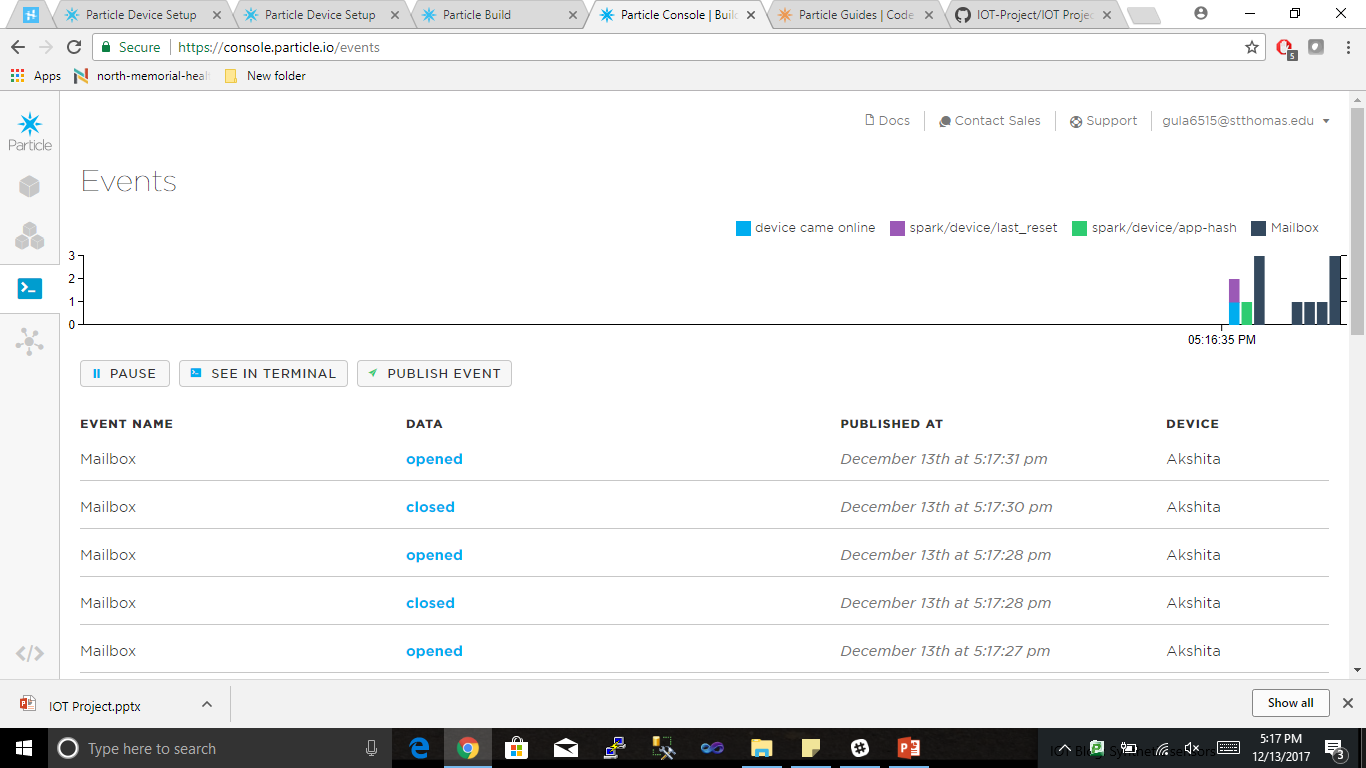 Particle Device Setup
Particle Device Setup
Particle Build
Particle Console | Buil
Particle Guides | Code
IOT-Project/IOT Projec
Secure
https://console.particle.io/events
5
Apps
north-memorial-heal
New folder
Particle
Docs
Contact Sales
Support
gula6515@stthomas.edu
Events
device came online
spark/device/last_reset
spark/device/app-hash
Mailbox
3
2
1
0
05:16:35 PM
PAUSE
SEE IN TERMINAL
PUBLISH EVENT
EVENT NAME DATA PUBLISHED AT DEVICE
Mailbox opened December 13th at 5:17:31 pm Akshita
Mailbox closed December 13th at 5:17:30 pm Akshita
Mailbox opened December 13th at 5:17:28 pm Akshita
Mailbox closed December 13th at 5:17:28 pm Akshita
Mailbox opened December 13th at 5:17:27 pm Akshita
IOT Project.pptx
Show all
Type here to search
5:17 PM
12/13/2017
3